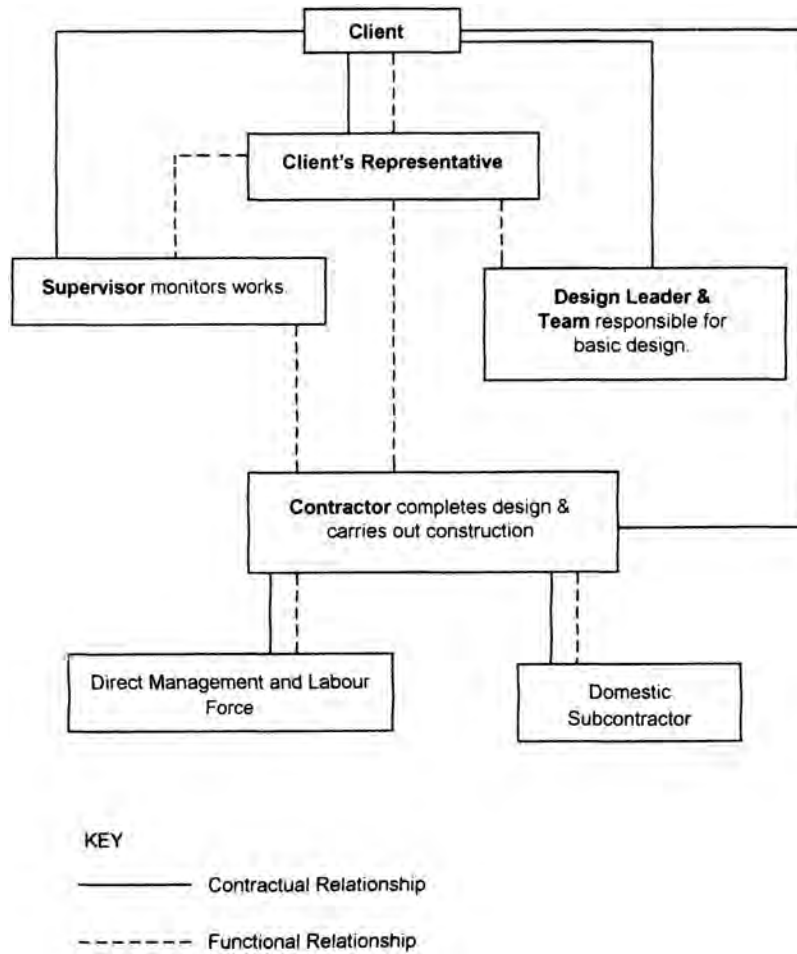 Client
Client's Representative
Supervisor monitors works.
Design Leader &
Team responsible for
basic design.
Contractor completes design &
carries out construction
Direct Management and Labour
Force
Domestic
Subcontractor
KEY
Contractual Relationship
Functional Relationship